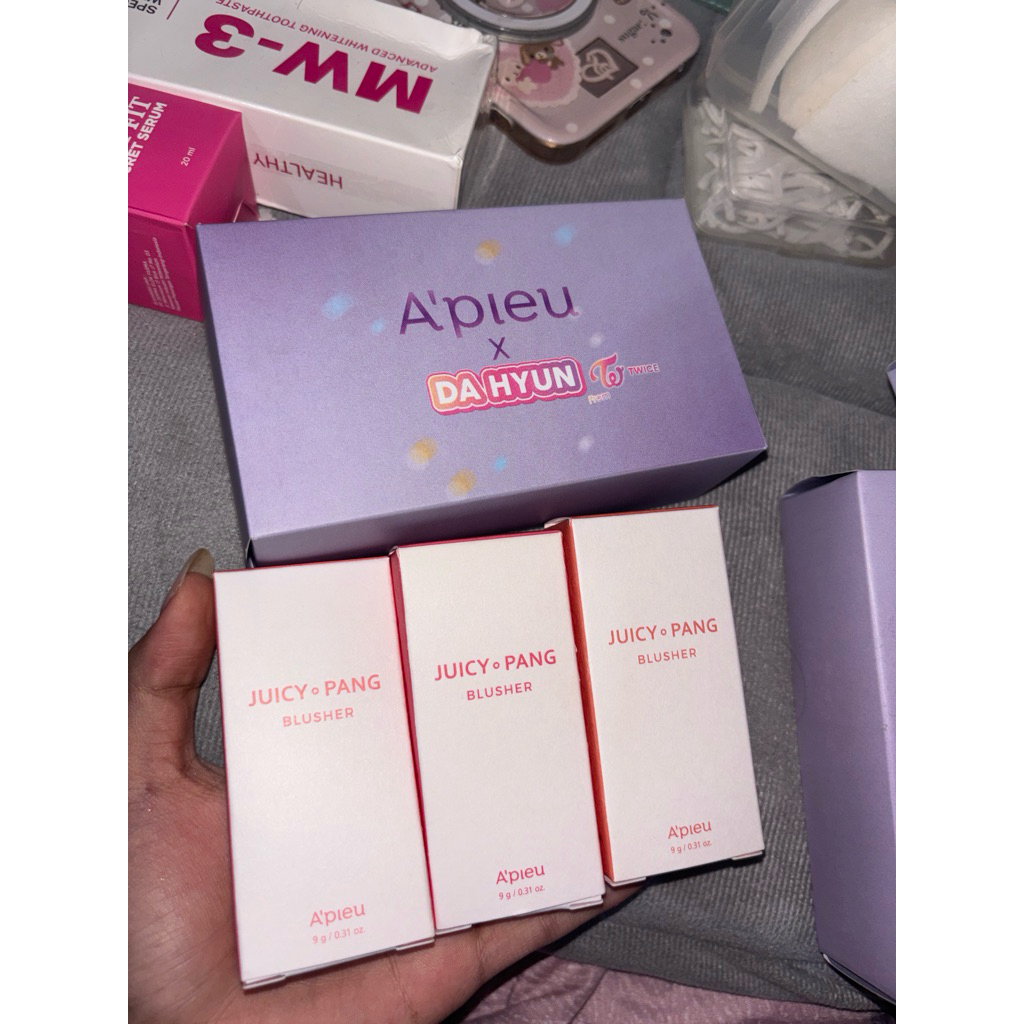 MW-3
ADVANCED WHITENING TOOTHPASTE
HEALTHY
FIT
SERUM
20 ml
A'PIEU
X
DA HYUN
From TWICE
JUICY PANG
BLUSHER
A'PIEU
9 g / 0.31 oz.
JUICY PANG
BLUSHER
A'PIEU
9 g / 0.31 oz.
JUICY PANG
BLUSHER
A'PIEU
9 g / 0.31 oz.